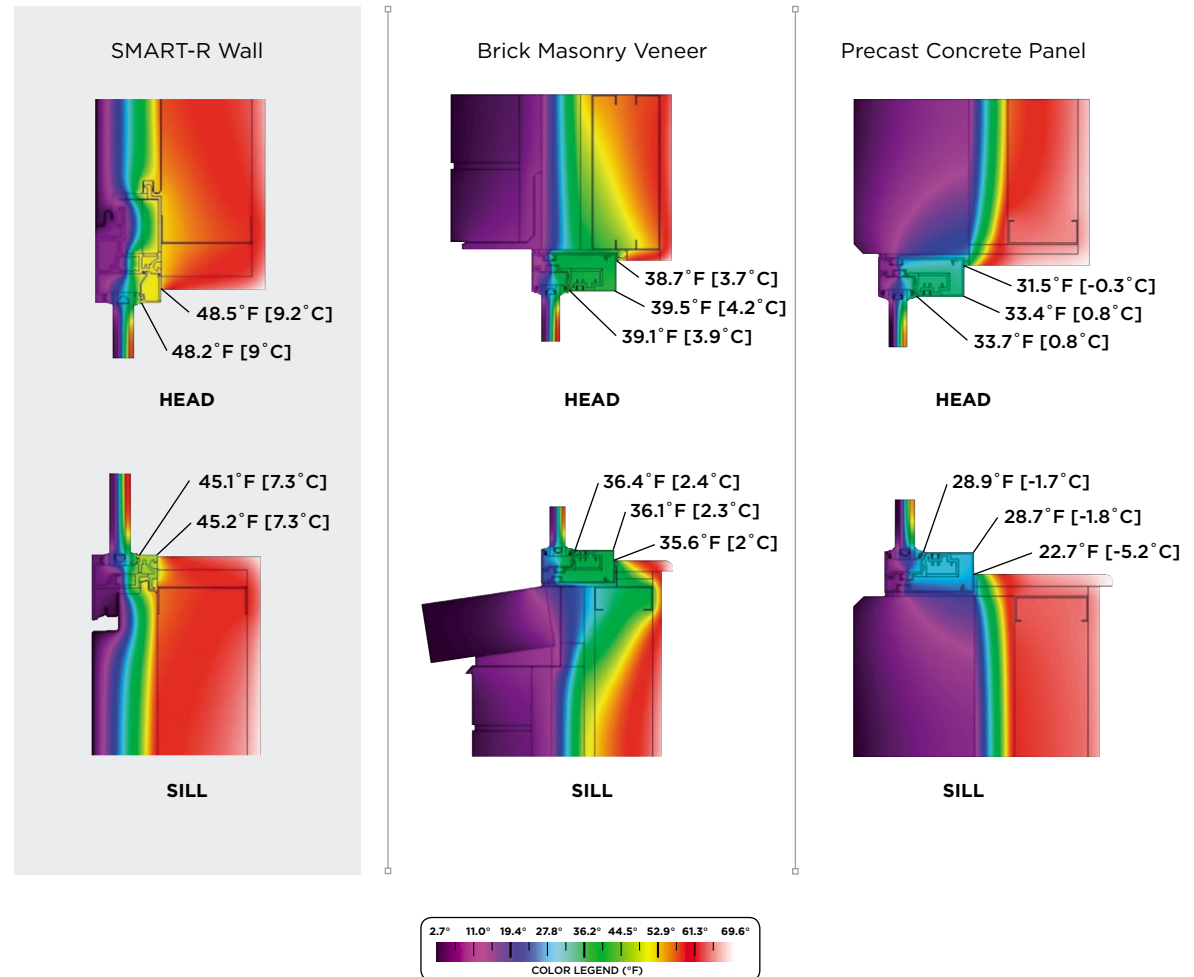 SMART-R Wall
48.5°F [9.2°C]
48.2°F [9°C]
HEAD
45.1°F [7.3°C]
45.2°F [7.3°C]
SILL
Brick Masonry Veneer
38.7°F [3.7°C]
39.5°F [4.2°C]
39.1°F [3.9°C]
HEAD
36.4°F [2.4°C]
36.1°F [2.3°C]
35.6°F [2°C]
SILL
Precast Concrete Panel
31.5°F [-0.3°C]
33.4°F [0.8°C]
33.7°F [0.8°C]
HEAD
28.9°F [-1.7°C]
28.7°F [-1.8°C]
22.7°F [-5.2°C]
SILL
2.7° 11.0° 19.4° 27.8° 36.2° 44.5° 52.9° 61.3° 69.6°
COLOR LEGEND (°F)